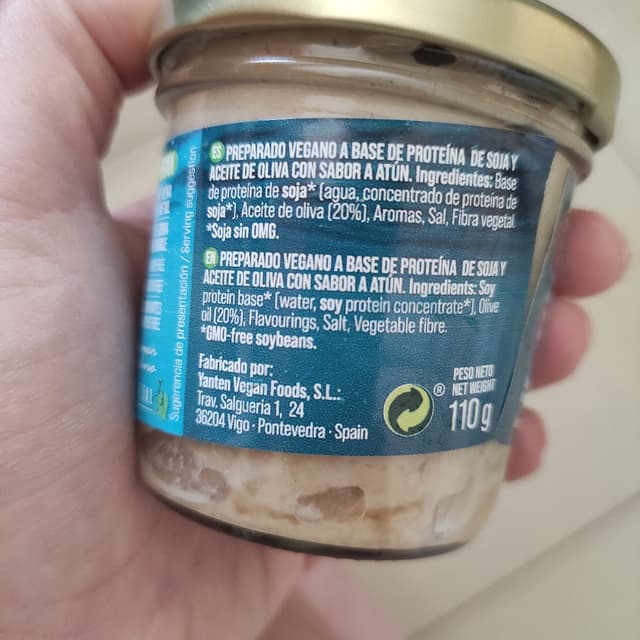 ES PREPARADO VEGANO A BASE DE PROTEÍNA DE SOJA Y
ACEITE DE OLIVA CON SABOR A ATÚN. Ingredientes: Base
de proteína de soja* (agua, concentrado de proteína de
soja*), Aceite de oliva (20%), Aromas, Sal, Fibra vegetal.
*Soja sin OMG.
EN PREPARADO VEGANO A BASE DE PROTEÍNA DE SOJA Y
ACEITE DE OLIVA CON SABOR A ATÚN. Ingredients: Soy
protein base* (water, soy protein concentrate*), Olive
oil (20%), Flavourings, Salt, Vegetable fibre.
*GMO-free soybeans.
Fabricado por:
Yanten Vegan Foods, S.L.:
Trav. Salgueria 1, 24
36204 Vigo · Pontevedra · Spain
PESO NETO
NET WEIGHT
110 g
®
Sugerencia de presentación / Serving suggestion